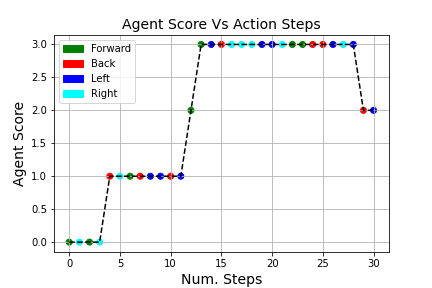 Agent Score Vs Action Steps
Agent Score
3.0
2.5
2.0
1.5
1.0
0.5
0.0
Forward
Back
Left
Right
0 5 10 15 20 25 30
Num. Steps